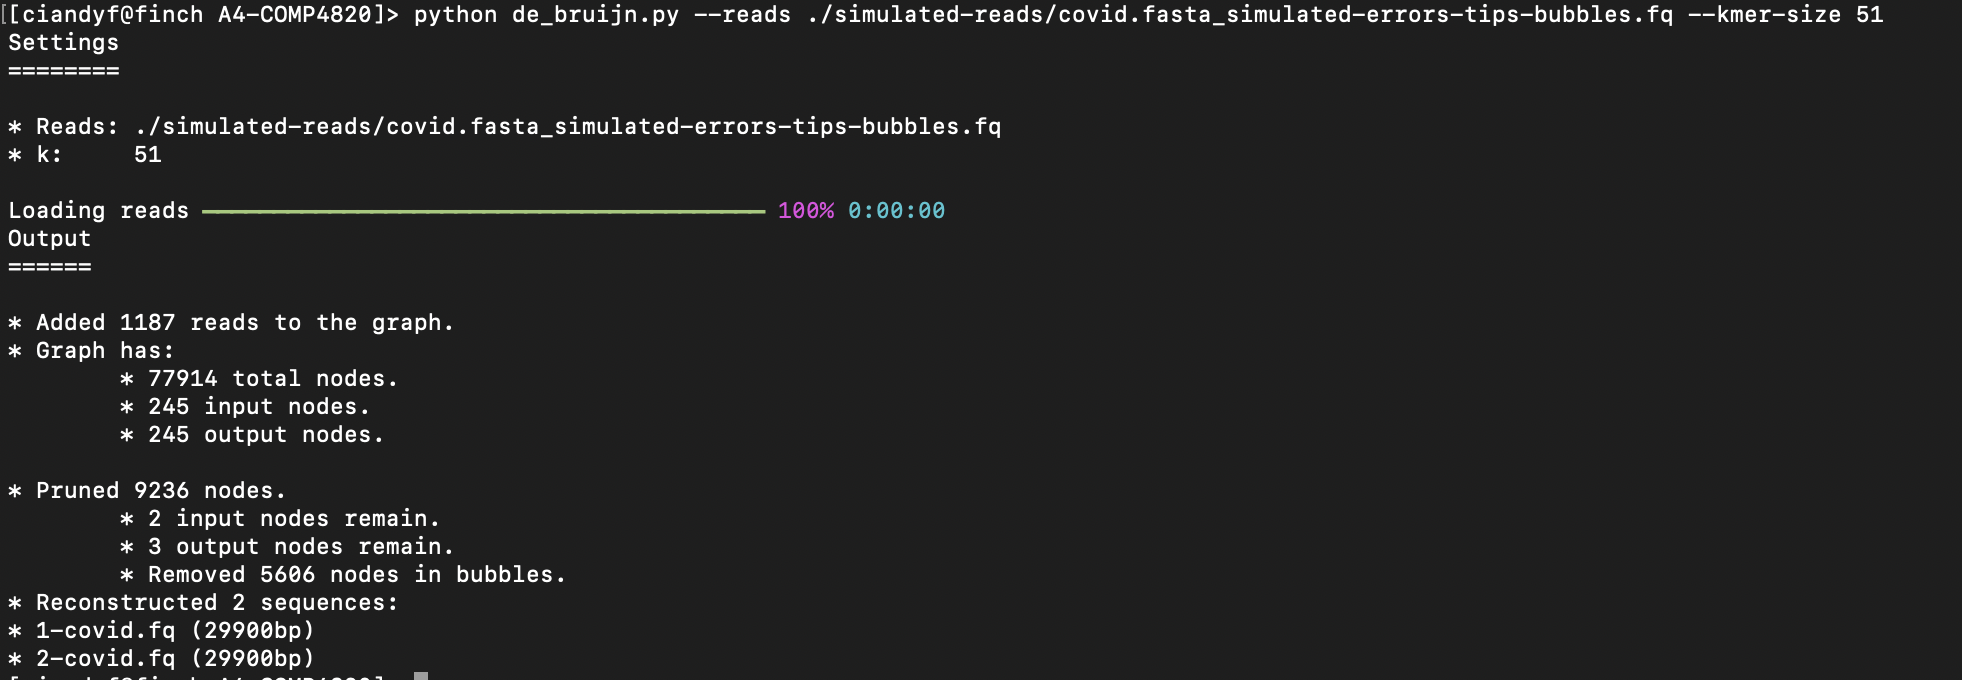 [[ciandyf@finch A4-COMP4820]> python de_bruijn.py --reads ./simulated-reads/covid.fasta_simulated-errors-tips-bubbles.fq --kmer-size 51
Settings
========
* Reads: ./simulated-reads/covid.fasta_simulated-errors-tips-bubbles.fq
* k:     51
Loading reads 100% 0:00:00
Output
======
* Added 1187 reads to the graph.
* Graph has:
* 77914 total nodes.
* 245 input nodes.
* 245 output nodes.
* Pruned 9236 nodes.
* 2 input nodes remain.
* 3 output nodes remain.
* Removed 5606 nodes in bubbles.
* Reconstructed 2 sequences:
* 1-covid.fq (29900bp)
* 2-covid.fq (29900bp)